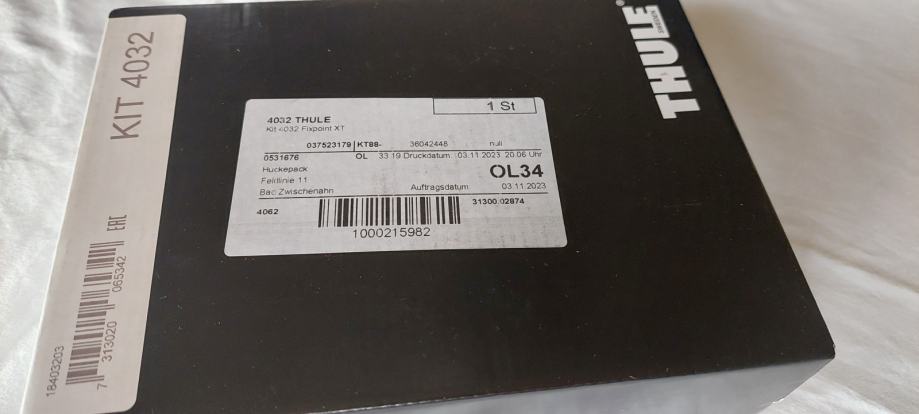 THULE
SWEDEN
KIT 4032
18403203
7 313020 065342
EAC
1 St
4032 THULE
Kit 4032 Fixpoint XT
037523179 KT88- 36042448 null
0531676 OL 33 19 Druckdatum: 03.11.2023 20.06 Uhr
Huckepack OL34
Feldlinie 11
Bad Zwischenahn Auftragsdatum 03.11.2023
4062 31300.02874
1000215982